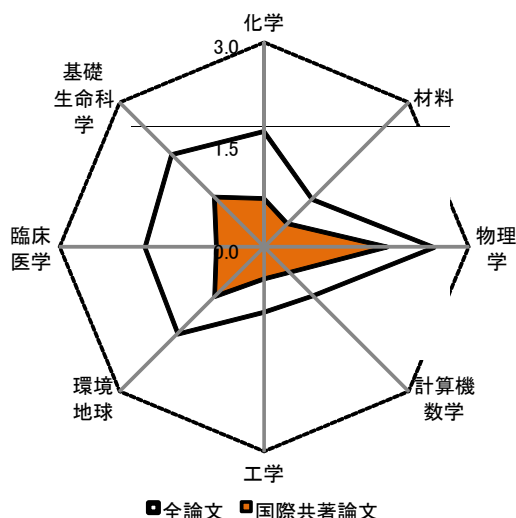 化学
3.0
基礎
生命科
学
材料
1.5
臨床
医学
0.0
物理
学
環境
地球
計算機
数学
工学
全論文 国際共著論文